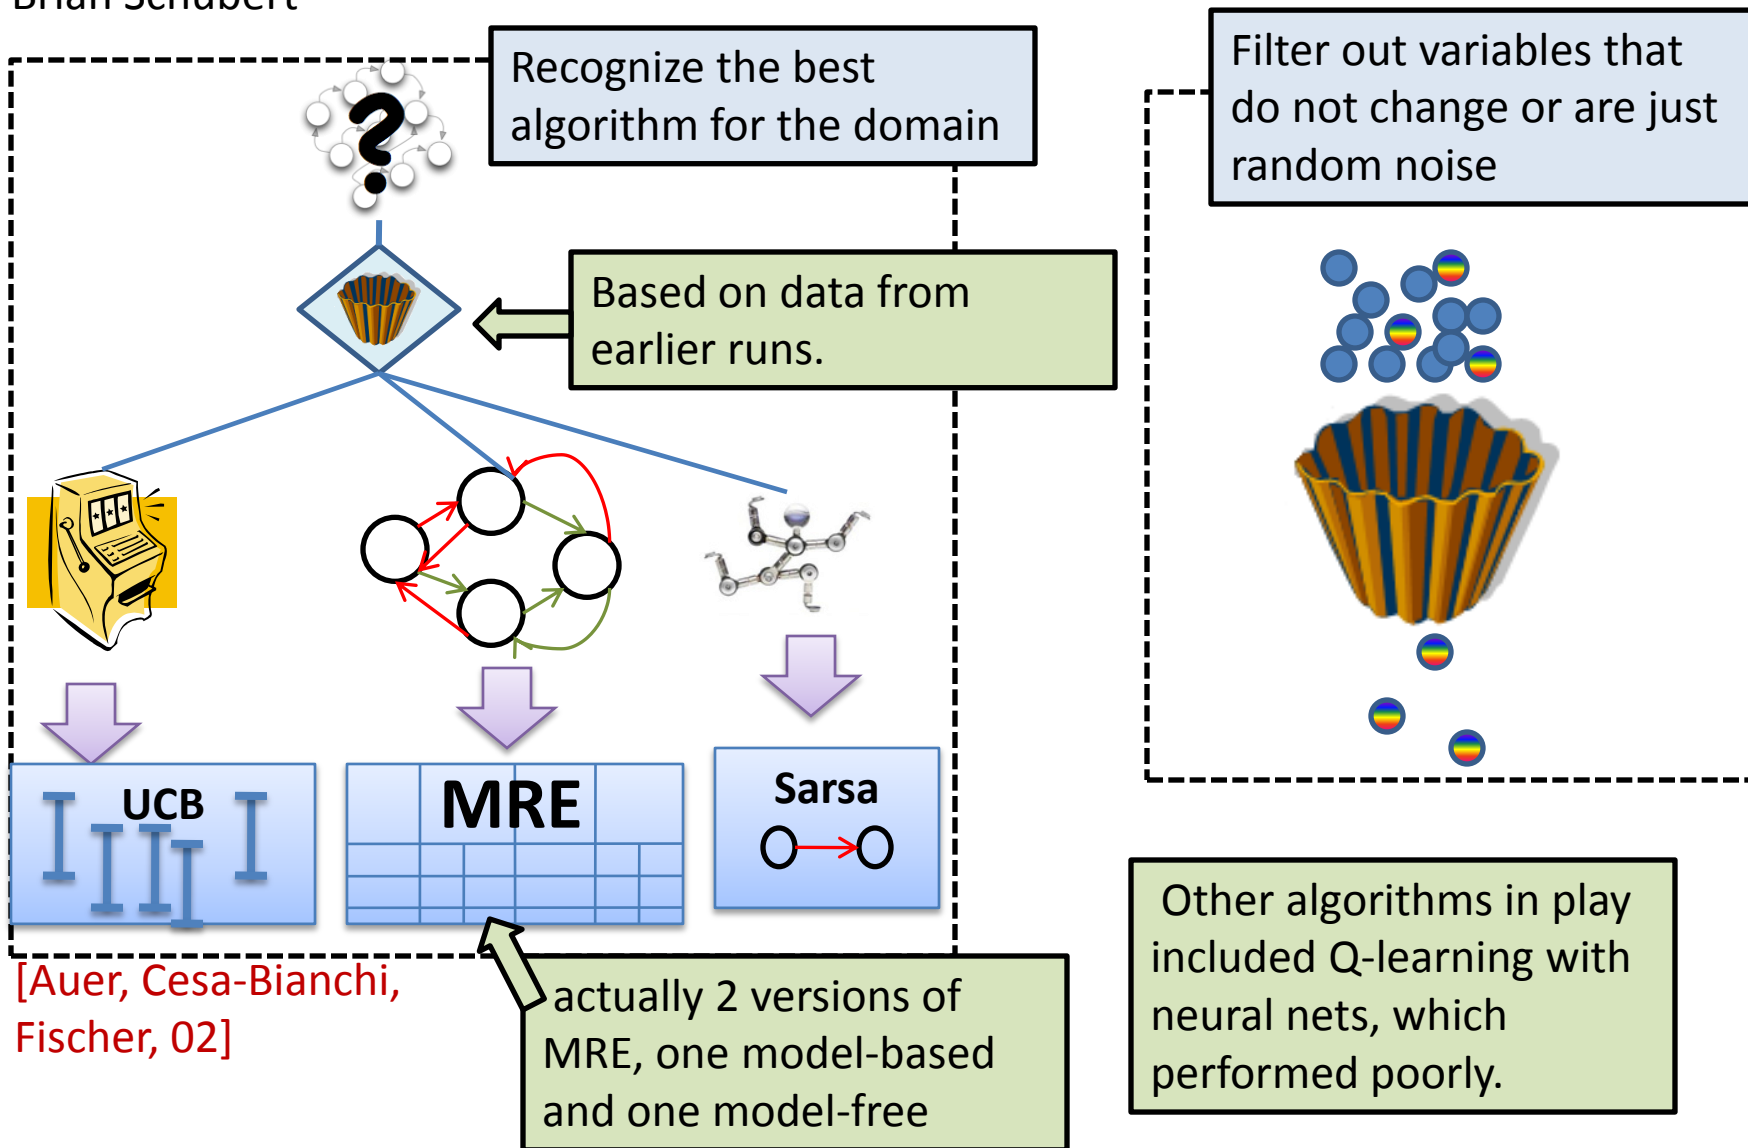 Brian Schubert
Recognize the best
algorithm for the domain
Filter out variables that
do not change or are just
random noise
Based on data from
earlier runs.
UCB
MRE
Sarsa
[Auer, Cesa-Bianchi,
Fischer, 02]
actually 2 versions of
MRE, one model-based
and one model-free
Other algorithms in play
included Q-learning with
neural nets, which
performed poorly.